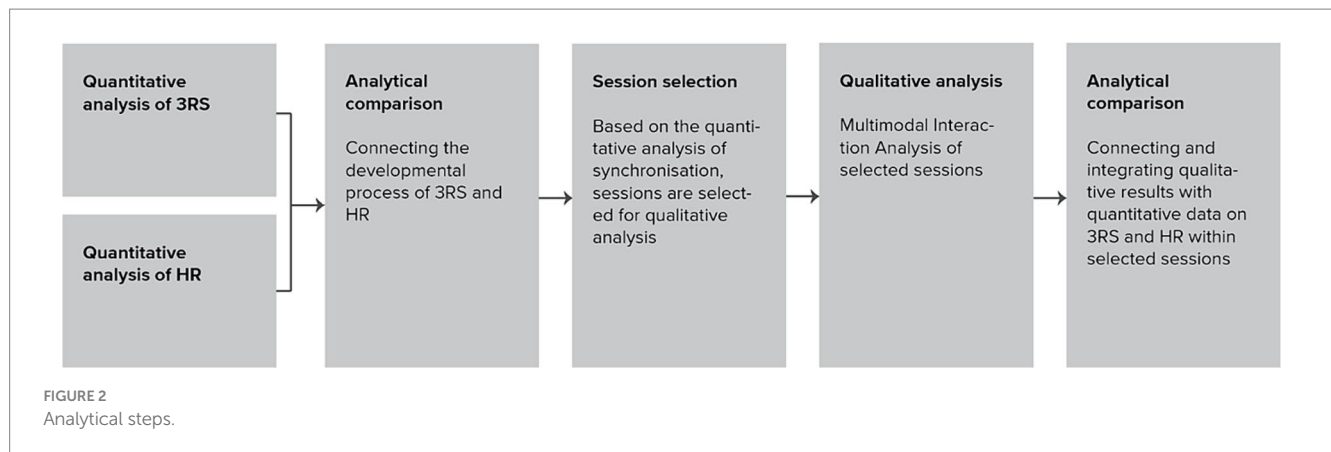 Quantitative
analysis of 3RS
Quantitative
analysis of HR
Analytical
comparison
Connecting the
developmental
process of 3RS and
HR
Session selection
Based on the quanti-
tative analysis of
synchronisation,
sessions are select-
ed for qualitative
analysis
Qualitative analysis
Multimodal Interac-
tion Analysis of
selected sessions
Analytical
comparison
Connecting and
integrating qualita-
tive results with
quantitative data on
3RS and HR within
selected sessions
FIGURE 2
Analytical steps.